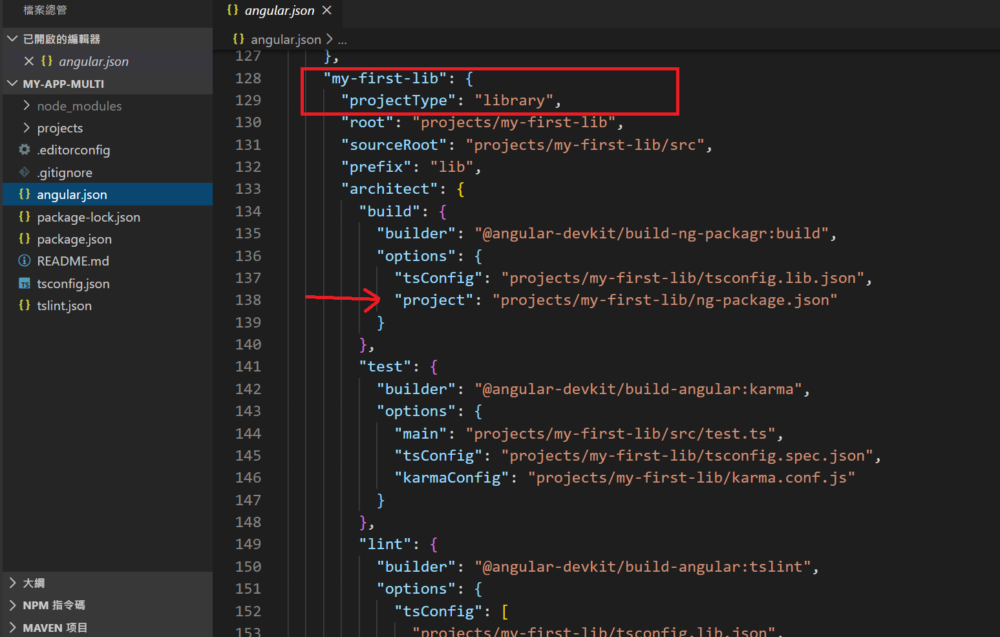 檔案總管
已開啟的編輯器
{} angular.json
MY-APP-MULTI
node_modules
projects
.editorconfig
.gitignore
{} angular.json
{} package-lock.json
{} package.json
README.md
TS tsconfig.json
{} tslint.json
大綱
NPM 指令碼
MAVEN 项目
{} angular.json
{} angular.json > ...
127 },
128 "my-first-lib": {
129 "projectType": "library",
130 "root": "projects/my-first-lib",
131 "sourceRoot": "projects/my-first-lib/src",
132 "prefix": "lib",
133 "architect": {
134 "build": {
135 "builder": "@angular-devkit/build-ng-packagr:build",
136 "options": {
137 "tsConfig": "projects/my-first-lib/tsconfig.lib.json",
138 "project": "projects/my-first-lib/ng-package.json"
139 }
140 },
141 "test": {
142 "builder": "@angular-devkit/build-angular:karma",
143 "options": {
144 "main": "projects/my-first-lib/src/test.ts",
145 "tsConfig": "projects/my-first-lib/tsconfig.spec.json",
146 "karmaConfig": "projects/my-first-lib/karma.conf.js"
147 }
148 },
149 "lint": {
150 "builder": "@angular-devkit/build-angular:tslint",
151 "options": {
152 "tsConfig": [
153 "projects/my-first-lib/tsconfig.lib.json",